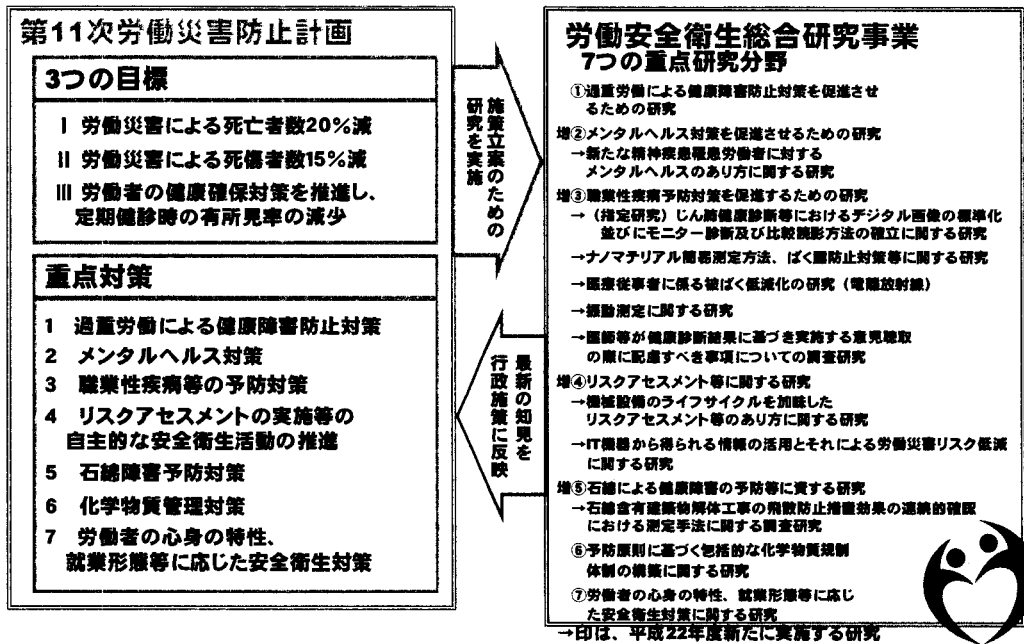 第11次労働災害防止計画
3つの目標
Ⅰ 労働災害による死亡者数20%減
Ⅱ 労働災害による死傷者数15%減
Ⅲ 労働者の健康確保対策を推進し、
定期健診時の有所見率の減少
重点対策
1 過重労働による健康障害防止対策
2 メンタルヘルス対策
3 職業性疾病等の予防対策
4 リスクアセスメントの実施等の
自主的な安全衛生活動の推進
5 石綿障害予防対策
6 化学物質管理対策
7 労働者の心身の特性、
就業形態等に応じた安全衛生対策
施策立案のための
研究を実施
最新の知見を
行政施策に反映
労働安全衛生総合研究事業
7つの重点研究分野
①過重労働による健康障害防止対策を促進させ
るための研究
増②メンタルヘルス対策を促進させるための研究
→新たな精神疾患罹患労働者に対する
メンタルヘルスのあり方に関する研究
増③職業性疾病予防対策を促進するための研究
→（指定研究）じん肺健康診断等におけるデジタル画像の標準化
並びにモニター診断及び比較読影方法の確立に関する研究
→ナノマテリアル簡易測定方法、ばく露防止対策等に関する研究
→医療従事者に係る被ばく低減化の研究（電離放射線）
→振動測定に関する研究
→医師等が健康診断結果に基づき実施する意見聴取
の際に配慮すべき事項についての調査研究
増④リスクアセスメント等に関する研究
→機械設備のライフサイクルを加味した
リスクアセスメント等のあり方に関する研究
→IT機器から得られる情報の活用とそれによる労働災害リスク低減
に関する研究
増⑤石綿による健康障害の予防等に資する研究
→石綿含有建築物解体工事の飛散防止措置効果の連続的確認
における測定手法に関する調査研究
⑥予防原則に基づく包括的な化学物質規制
体制の構築に関する研究
⑦労働者の心身の特性、就業形態等に応じ
た安全衛生対策に関する研究
→印は、平成22年度新たに実施する研究